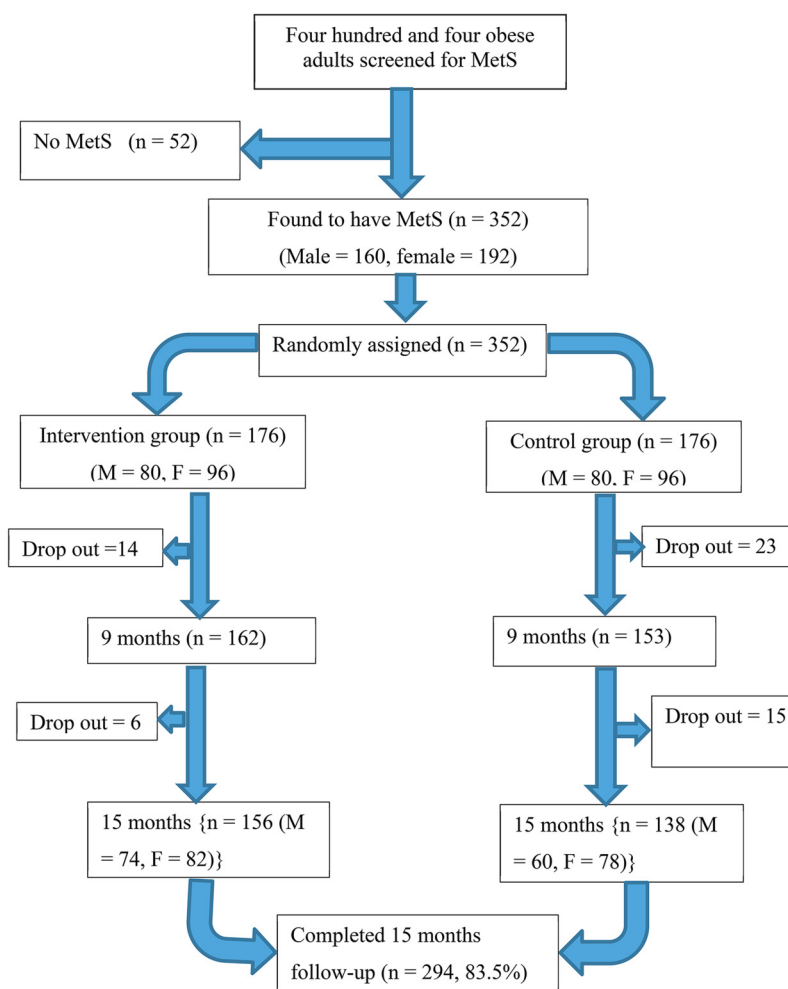 Four hundred and four obese
adults screened for MetS
No MetS (n = 52)
Found to have MetS (n = 352)
(Male = 160, female = 192)
Randomly assigned (n = 352)
Intervention group (n = 176)
(M = 80, F = 96)
Control group (n = 176)
(M = 80, F = 96)
Drop out =14
Drop out = 23
9 months (n = 162)
9 months (n = 153)
Drop out = 6
Drop out = 15
15 months {n = 156 (M
= 74, F = 82)}
15 months {n = 138 (M
= 60, F = 78)}
Completed 15 months
follow-up (n = 294, 83.5%)